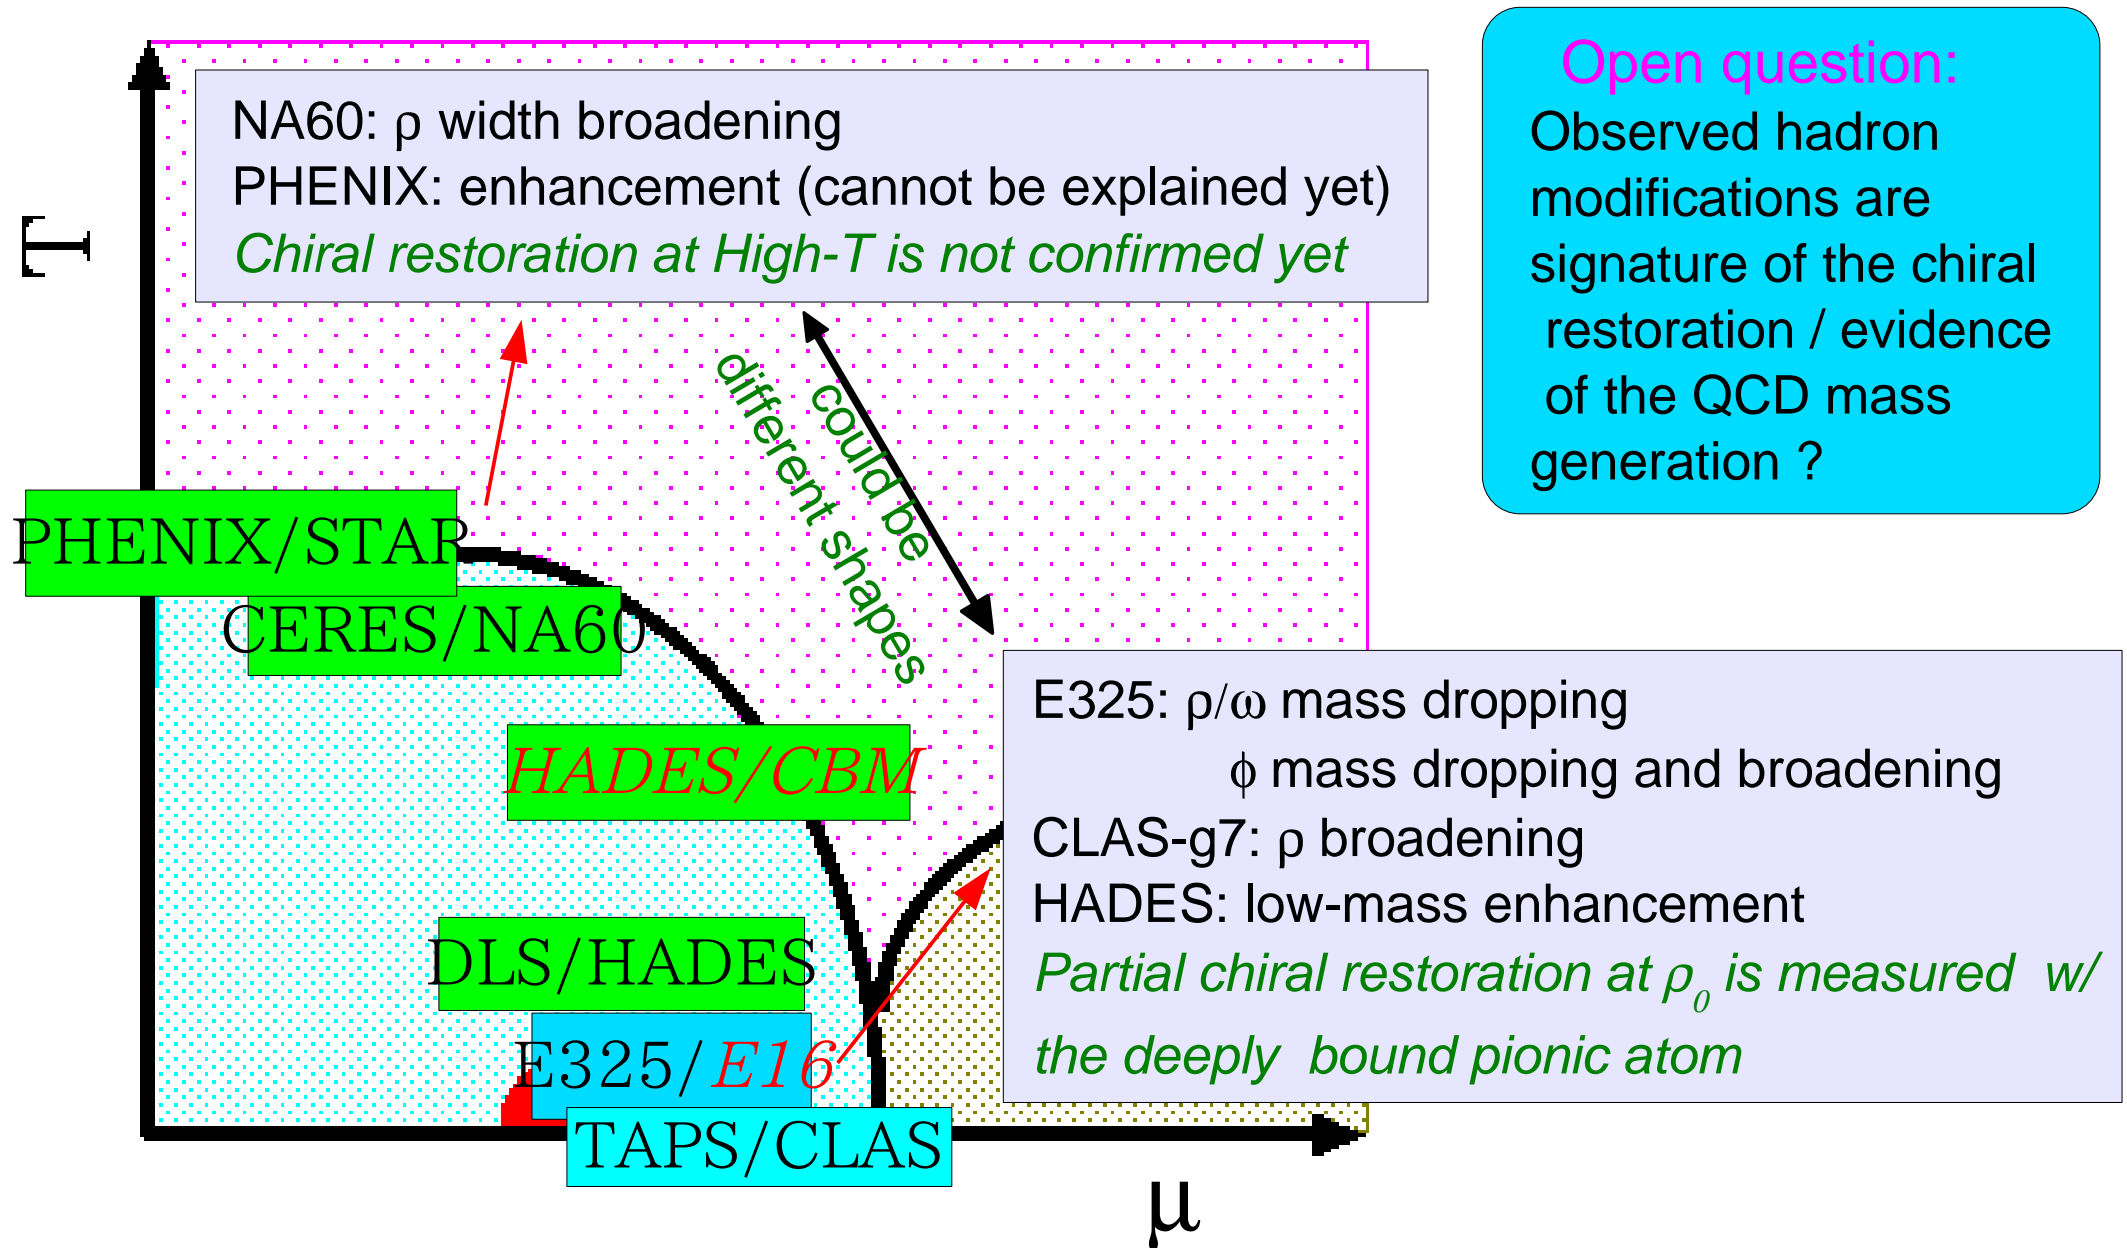 T
NA60: ρ width broadening
PHENIX: enhancement (cannot be explained yet)
Chiral restoration at High-T is not confirmed yet
Open question:
Observed hadron
modifications are
signature of the chiral
restoration / evidence
of the QCD mass
generation ?
could be
different shapes
PHENIX/STAR
CERES/NA60
HADES/CBM
DLS/HADES
E325/E16
TAPS/CLAS
E325: ρ/ω mass dropping
ϕ mass dropping and broadening
CLAS-g7: ρ broadening
HADES: low-mass enhancement
Partial chiral restoration at ρ₀ is measured w/
the deeply bound pionic atom
μ